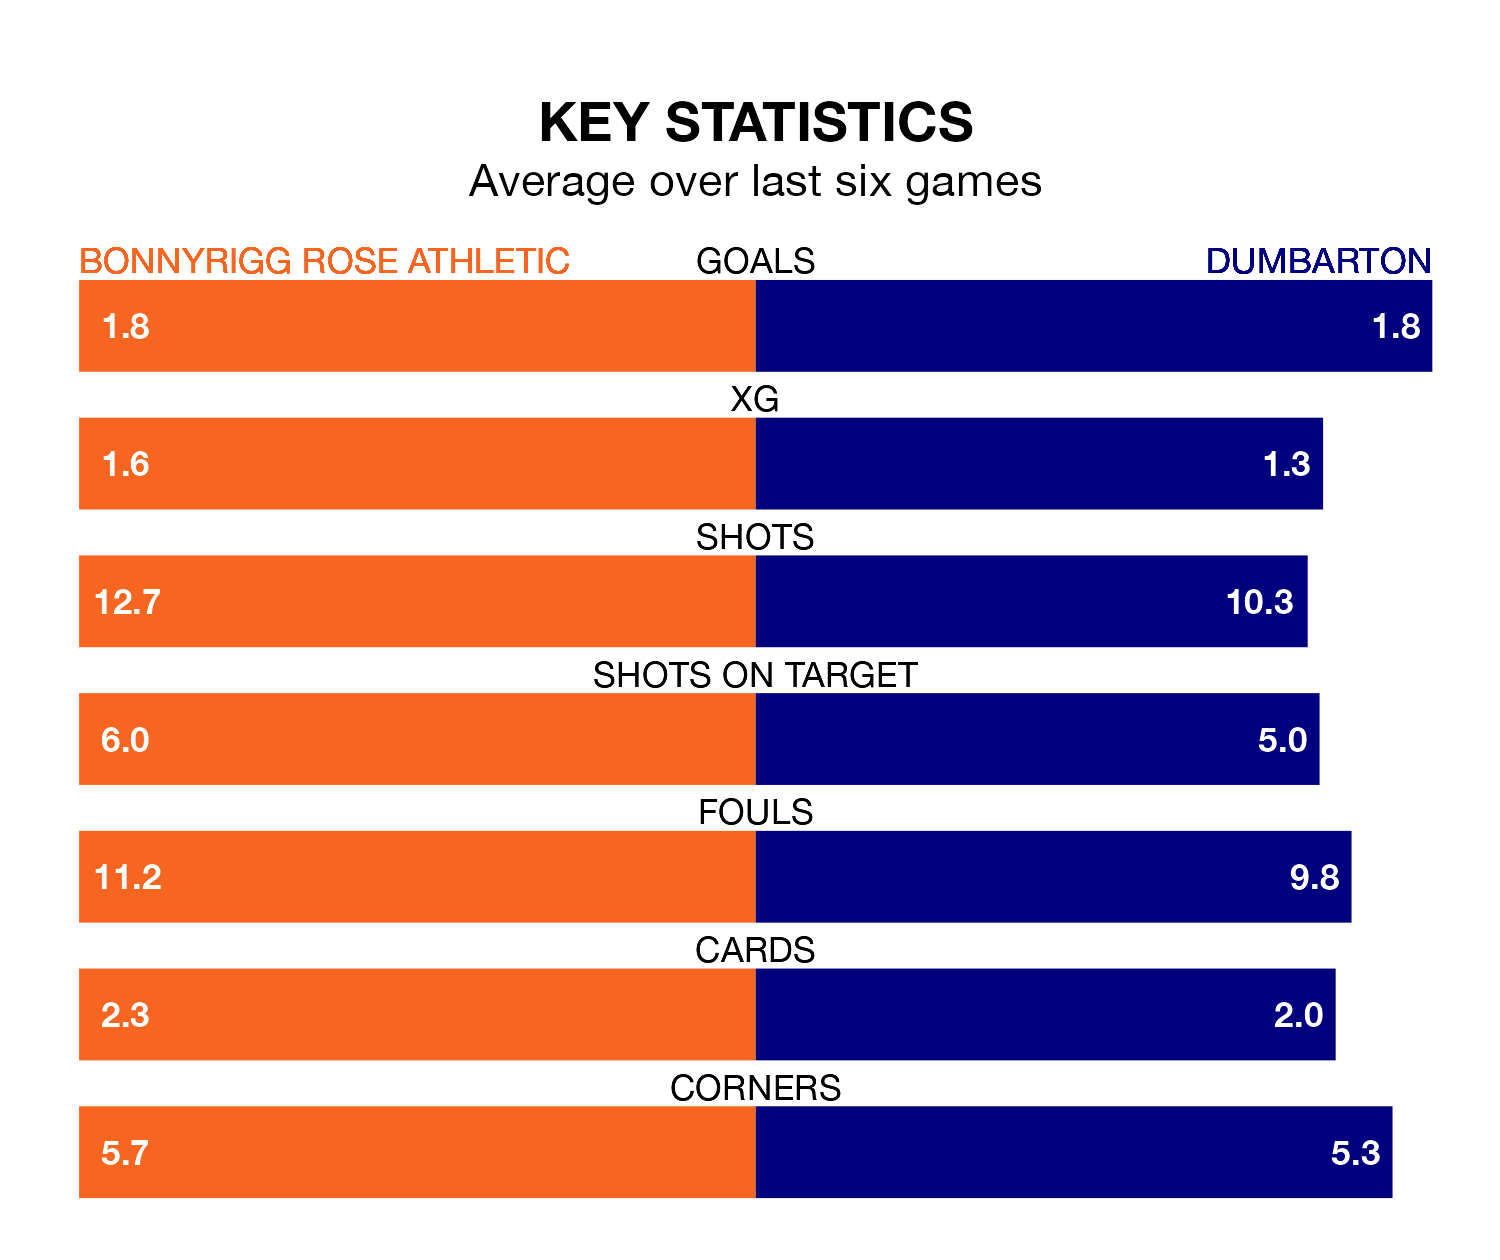 KEY STATISTICS
Average over last six games
BONNYRIGG ROSE ATHLETIC GOALS DUMBARTON
1.8 1.8
XG
1.6 1.3
SHOTS
12.7 10.3
SHOTS ON TARGET
6.0 5.0
FOULS
11.2 9.8
CARDS
2.3 2.0
CORNERS
5.7 5.3